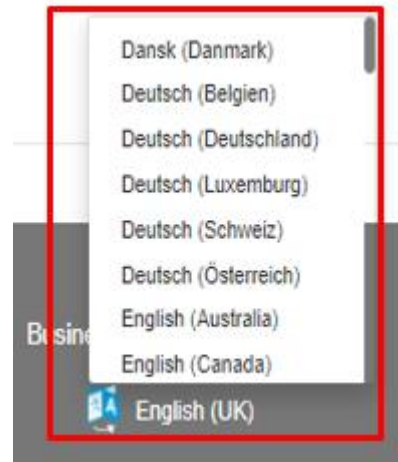 Dansk (Danmark)
Deutsch (Belgien)
Deutsch (Deutschland)
Deutsch (Luxemburg)
Deutsch (Schweiz)
Deutsch (Österreich)
English (Australia)
English (Canada)
English (UK)